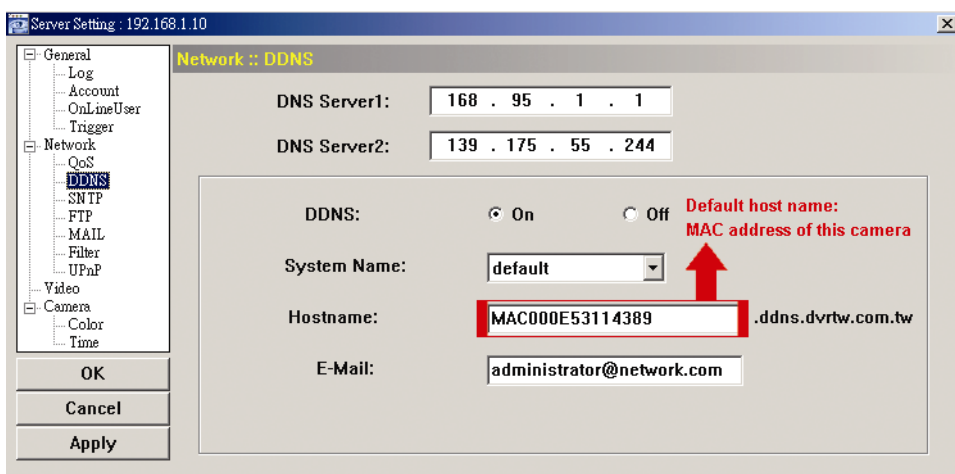 Server Setting : 192.168.1.10
General
Log
Account
OnLineUser
Trigger
Network
QoS
DDNS
SNTP
FTP
MAIL
Filter
UPnP
Video
Camera
Color
Time
OK
Cancel
Apply
Network :: DDNS
DNS Server1: 168 . 95 . 1 . 1
DNS Server2: 139 . 175 . 55 . 244
DDNS: On Off
Default host name:
MAC address of this camera
System Name: default
Hostname: MAC000E53114389 .ddns.dvrtw.com.tw
E-Mail: administrator@network.com